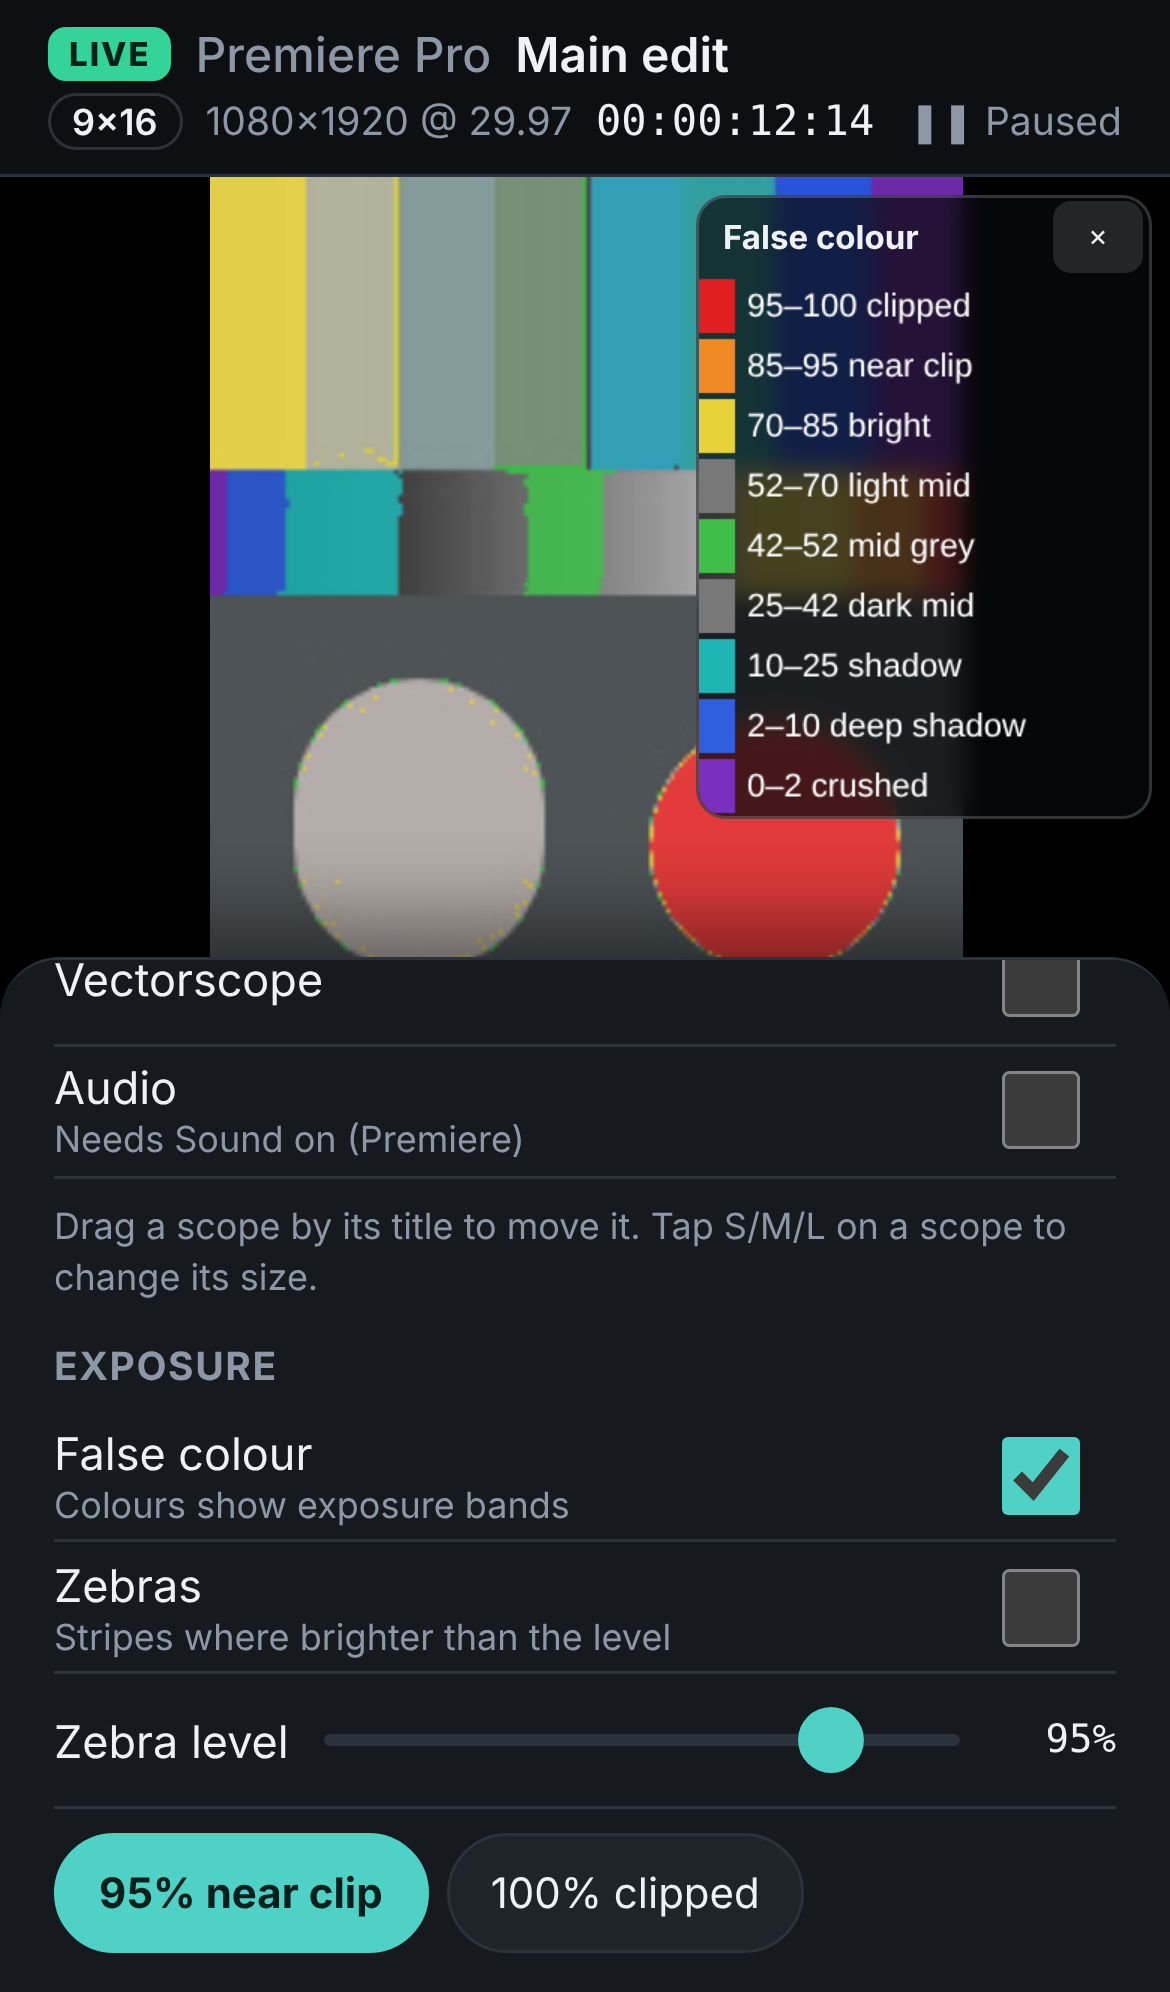 LIVE Premiere Pro Main edit
9×16 1080×1920 @ 29.97 00:00:12:14 ❚❚ Paused
False colour ×
95–100 clipped
85–95 near clip
70–85 bright
52–70 light mid
42–52 mid grey
25–42 dark mid
10–25 shadow
2–10 deep shadow
0–2 crushed
Vectorscope
Audio
Needs Sound on (Premiere)
Drag a scope by its title to move it. Tap S/M/L on a scope to
change its size.
EXPOSURE
False colour
Colours show exposure bands
Zebras
Stripes where brighter than the level
Zebra level 95%
95% near clip 100% clipped